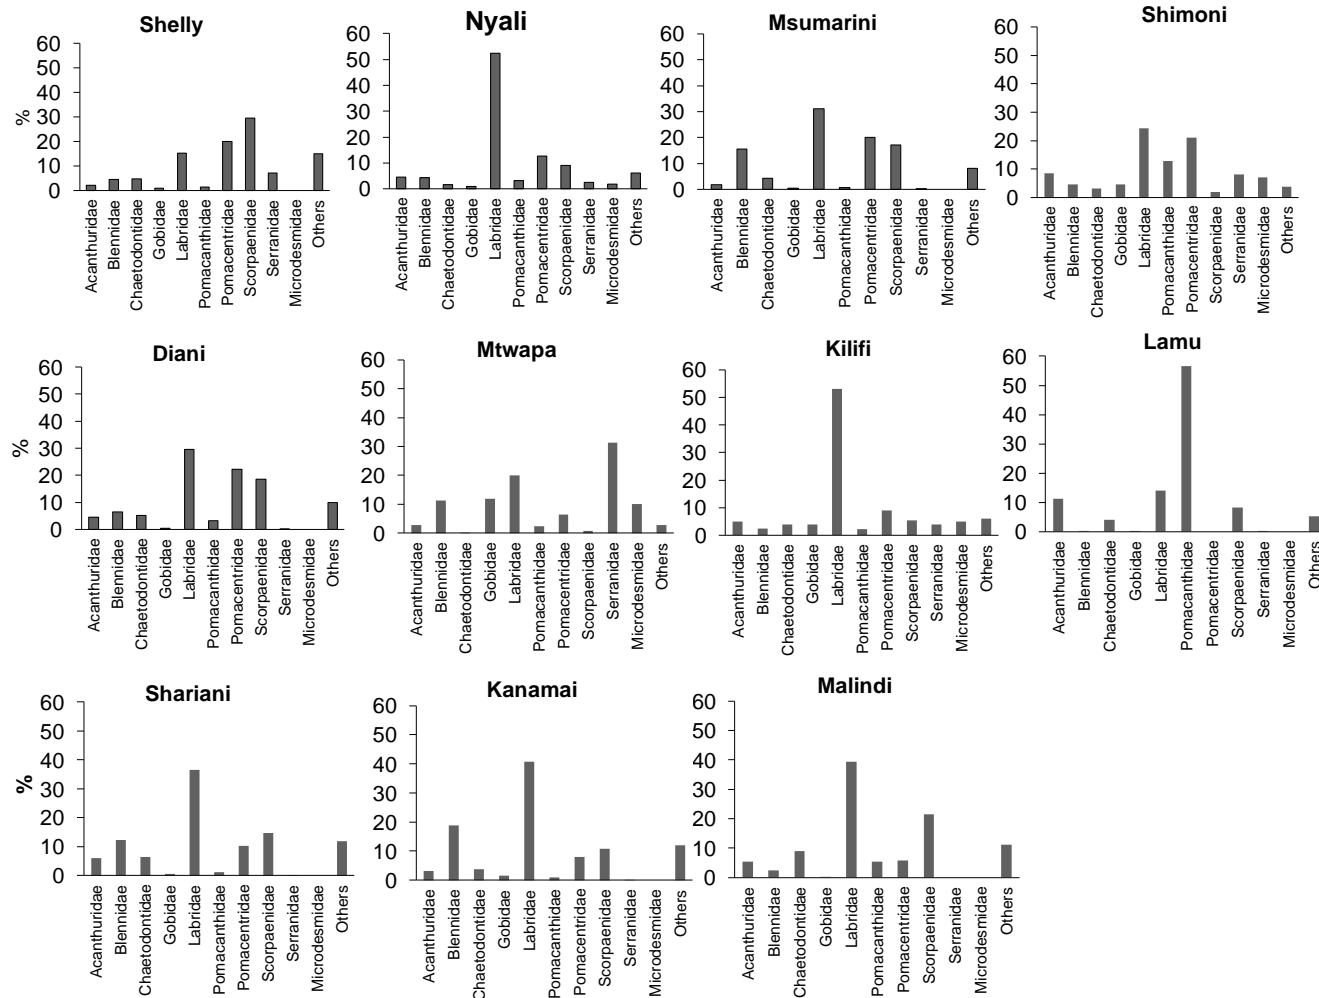 Shelly
%
60
50
40
30
20
10
0
Acanthuridae
Blennidae
Chaetodontidae
Gobidae
Labridae
Pomacanthidae
Pomacentridae
Scorpaenidae
Serranidae
Microdesmidae
Others
Nyali
60
50
40
30
20
10
0
Acanthuridae
Blennidae
Chaetodontidae
Gobidae
Labridae
Pomacanthidae
Pomacentridae
Scorpaenidae
Serranidae
Microdesmidae
Others
Msumarini
60
50
40
30
20
10
0
Acanthuridae
Blennidae
Chaetodontidae
Gobidae
Labridae
Pomacanthidae
Pomacentridae
Scorpaenidae
Serranidae
Microdesmidae
Others
Shimoni
60
50
40
30
20
10
0
Acanthuridae
Blennidae
Chaetodontidae
Gobidae
Labridae
Pomacanthidae
Pomacentridae
Scorpaenidae
Serranidae
Microdesmidae
Others
Diani
%
60
50
40
30
20
10
0
Acanthuridae
Blennidae
Chaetodontidae
Gobidae
Labridae
Pomacanthidae
Pomacentridae
Scorpaenidae
Serranidae
Microdesmidae
Others
Mtwapa
60
50
40
30
20
10
0
Acanthuridae
Blennidae
Chaetodontidae
Gobidae
Labridae
Pomacanthidae
Pomacentridae
Scorpaenidae
Serranidae
Microdesmidae
Others
Kilifi
60
50
40
30
20
10
0
Acanthuridae
Blennidae
Chaetodontidae
Gobidae
Labridae
Pomacanthidae
Pomacentridae
Scorpaenidae
Serranidae
Microdesmidae
Others
Lamu
60
50
40
30
20
10
0
Acanthuridae
Blennidae
Chaetodontidae
Gobidae
Labridae
Pomacanthidae
Pomacentridae
Scorpaenidae
Serranidae
Microdesmidae
Others
Shariani
%
60
50
40
30
20
10
0
Acanthuridae
Blennidae
Chaetodontidae
Gobidae
Labridae
Pomacanthidae
Pomacentridae
Scorpaenidae
Serranidae
Microdesmidae
Others
Kanamai
60
50
40
30
20
10
0
Acanthuridae
Blennidae
Chaetodontidae
Gobidae
Labridae
Pomacanthidae
Pomacentridae
Scorpaenidae
Serranidae
Microdesmidae
Others
Malindi
60
50
40
30
20
10
0
Acanthuridae
Blennidae
Chaetodontidae
Gobidae
Labridae
Pomacanthidae
Pomacentridae
Scorpaenidae
Serranidae
Microdesmidae
Others